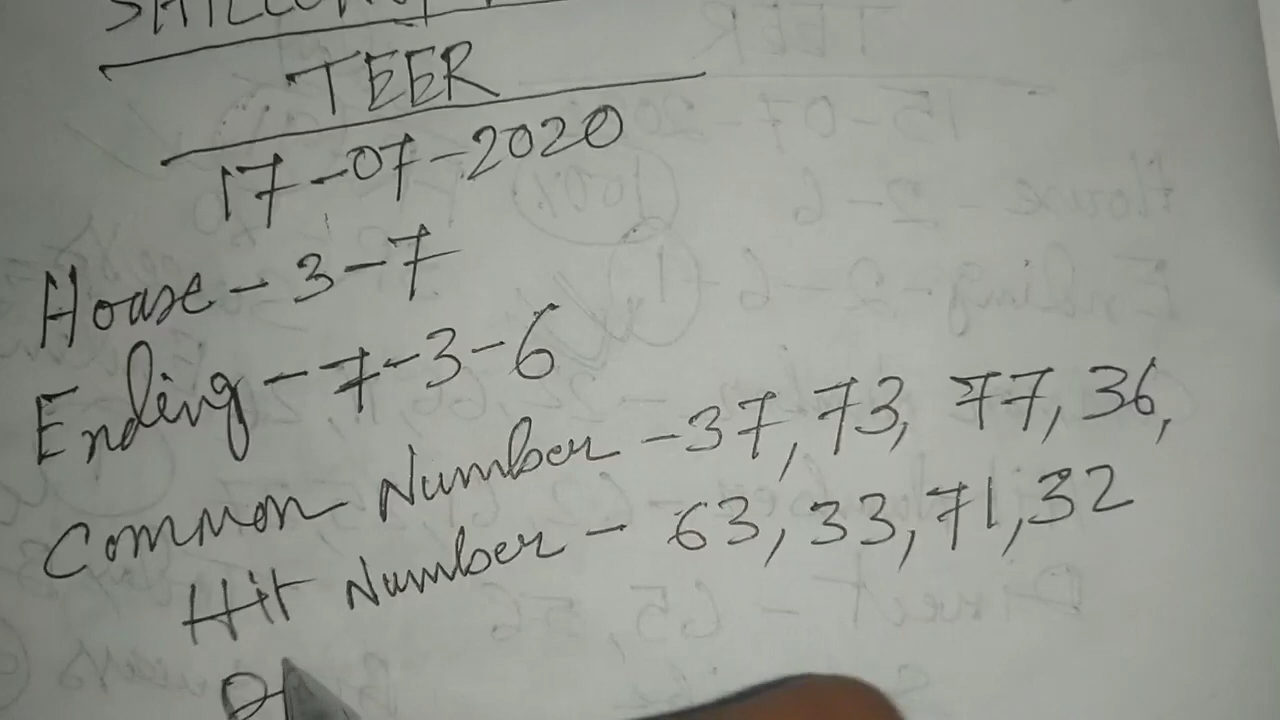 SHILLONG
TEER
17-07-2020
House - 3-7
Ending - 7-3-6
Common Number - 37, 73, 77, 36,
Hit Number - 63, 33, 71, 32